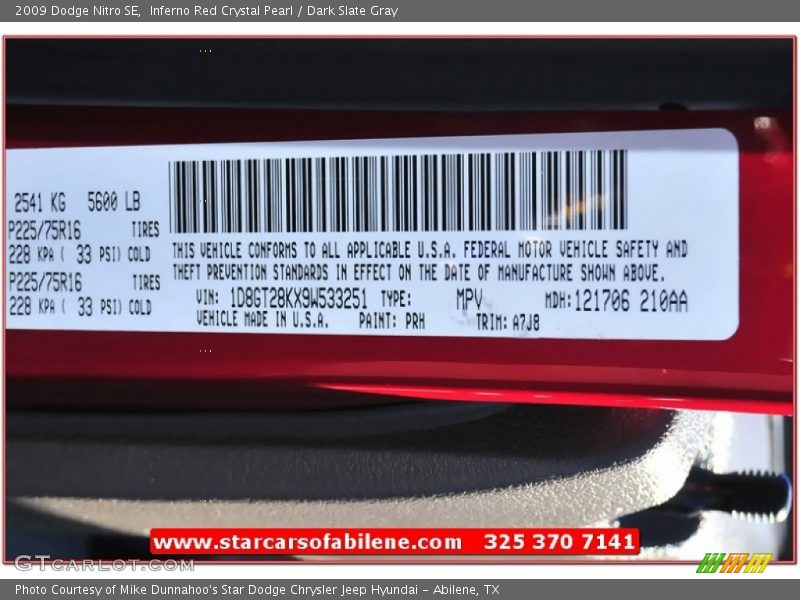 2009 Dodge Nitro SE,  Inferno Red Crystal Pearl / Dark Slate Gray
2541 KG   5600 LB
P225/75R16   TIRES
228 KPA ( 33 PSI) COLD
P225/75R16   TIRES
228 KPA ( 33 PSI) COLD
THIS VEHICLE CONFORMS TO ALL APPLICABLE U.S.A. FEDERAL MOTOR VEHICLE SAFETY AND
THEFT PREVENTION STANDARDS IN EFFECT ON THE DATE OF MANUFACTURE SHOWN ABOVE.
VIN: 1D8GT28KX9W533251 TYPE: MPV MDH:121706 210AA
VEHICLE MADE IN U.S.A. PAINT: PRH TRIM: A7J8
www.starcarsofabilene.com   325 370 7141
GTcarlot.com
Photo Courtesy of Mike Dunnahoo's Star Dodge Chrysler Jeep Hyundai - Abilene, TX